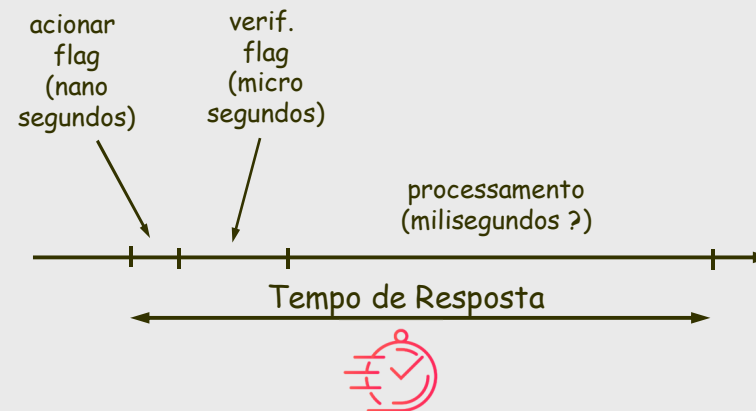 acionar
flag
(nano
segundos)
verif.
flag
(micro
segundos)
processamento
(milisegundos ?)
Tempo de Resposta